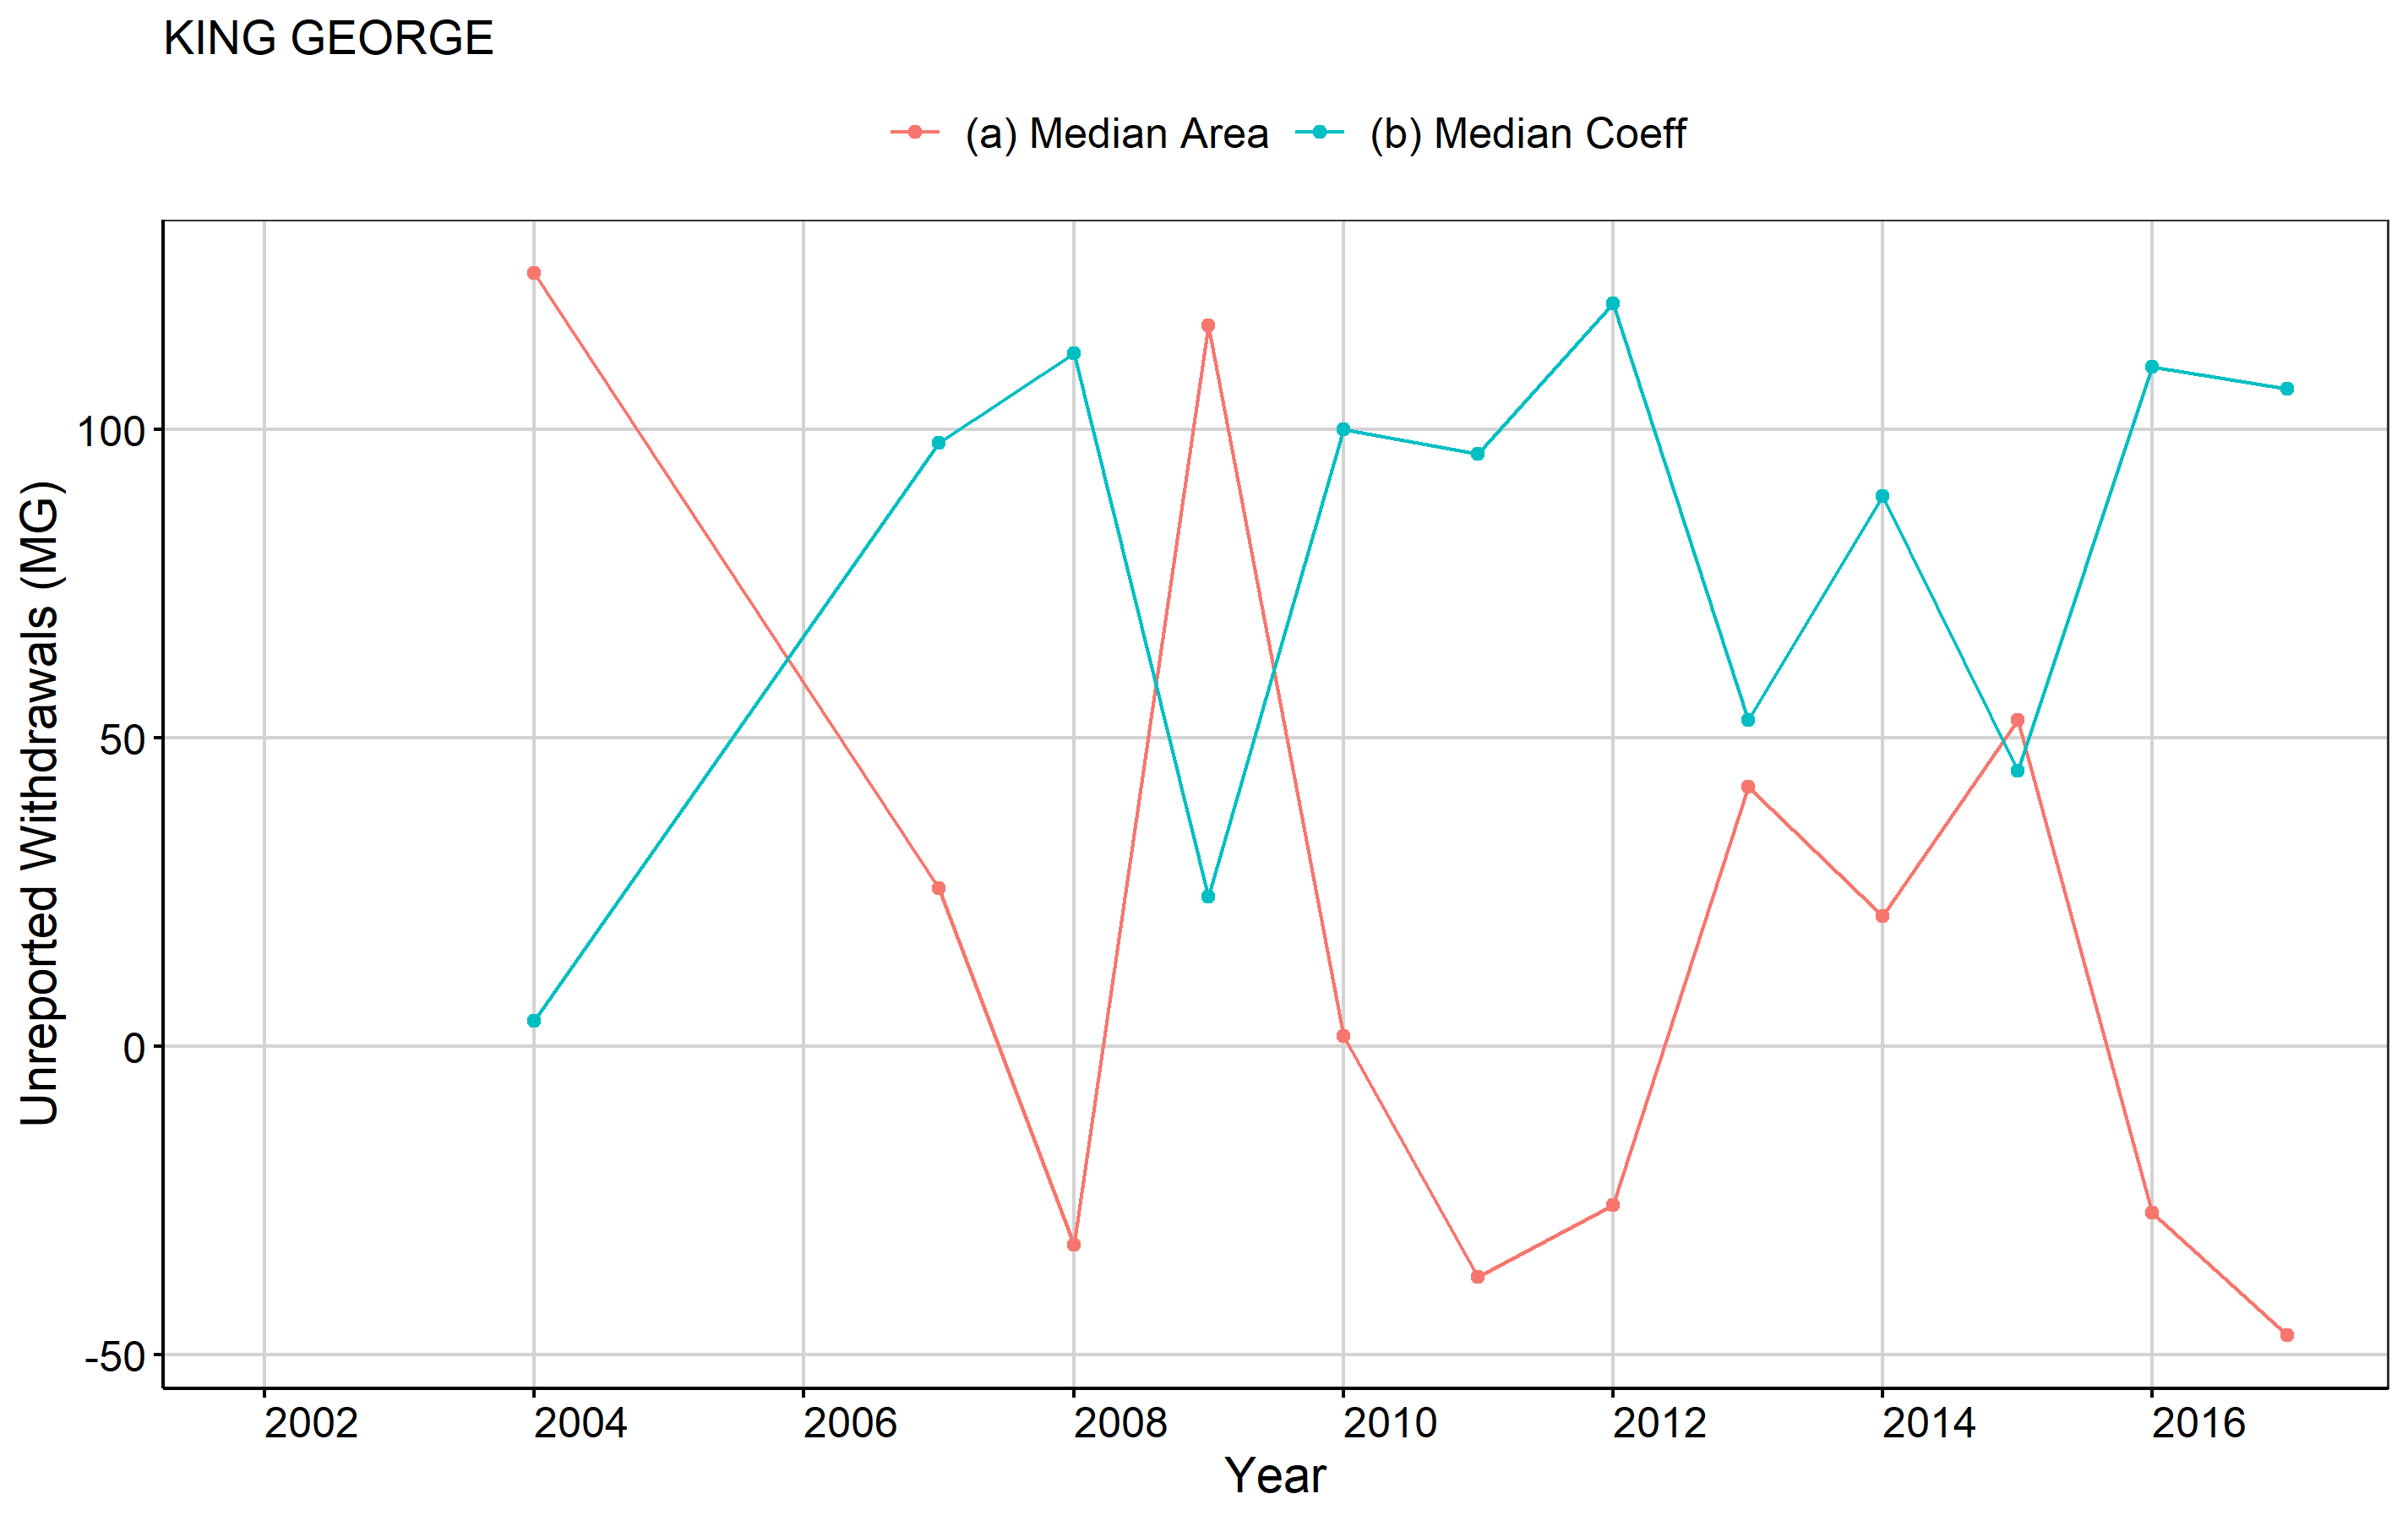 KING GEORGE
(a) Median Area (b) Median Coeff
100
50
0
-50
Unreported Withdrawals (MG)
2002 2004 2006 2008 2010 2012 2014 2016
Year